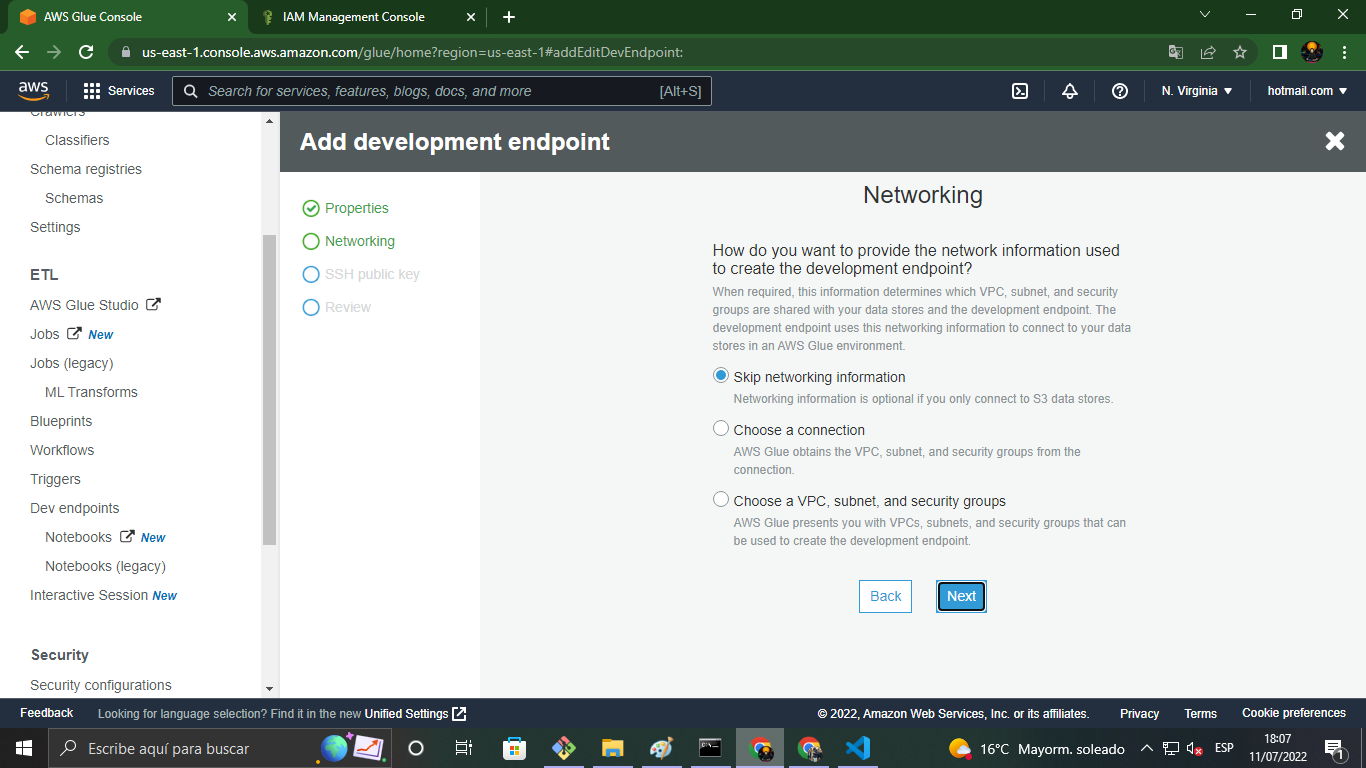 AWS Glue Console
IAM Management Console
us-east-1.console.aws.amazon.com/glue/home?region=us-east-1#addEditDevEndpoint:
aws
Services
Search for services, features, blogs, docs, and more
[Alt+S]
N. Virginia
hotmail.com
Crawlers
Classifiers
Schema registries
Schemas
Settings
ETL
AWS Glue Studio
Jobs New
Jobs (legacy)
ML Transforms
Blueprints
Workflows
Triggers
Dev endpoints
Notebooks New
Notebooks (legacy)
Interactive Session New
Security
Security configurations
Add development endpoint
Properties
Networking
SSH public key
Review
Networking
How do you want to provide the network information used
to create the development endpoint?
When required, this information determines which VPC, subnet, and security
groups are shared with your data stores and the development endpoint. The
development endpoint uses this networking information to connect to your data
stores in an AWS Glue environment.
Skip networking information
Networking information is optional if you only connect to S3 data stores.
Choose a connection
AWS Glue obtains the VPC, subnet, and security groups from the
connection.
Choose a VPC, subnet, and security groups
AWS Glue presents you with VPCs, subnets, and security groups that can
be used to create the development endpoint.
Back
Next
Feedback
Looking for language selection? Find it in the new Unified Settings
© 2022, Amazon Web Services, Inc. or its affiliates.
Privacy
Terms
Cookie preferences
Escribe aquí para buscar
16°C Mayorm. soleado
ESP
18:07
11/07/2022
1